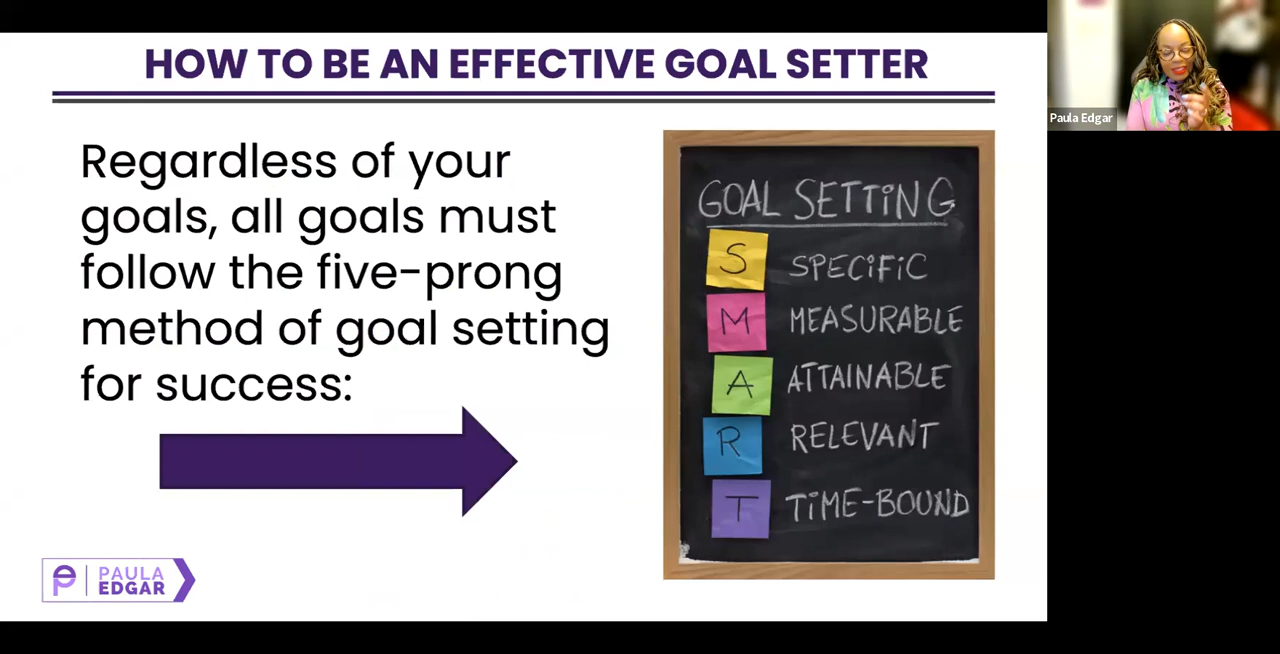 HOW TO BE AN EFFECTIVE GOAL SETTER
Regardless of your
goals, all goals must
follow the five-prong
method of goal setting
for success:
GOAL SETTiNG
S SPECiFiC
M MEASURABLE
A ATTAiNABLE
R RELEVANT
T TiME-BOUND
ep PAULA
EDGAR
Paula Edgar